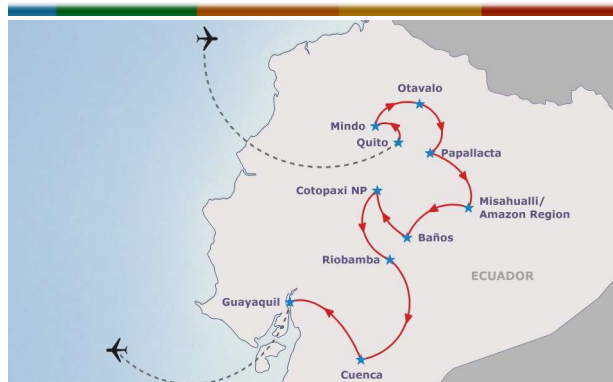 Otavalo
Mindo
Quito
Papallacta
Cotopaxi NP
Misahualli/
Amazon Region
Baños
Riobamba
ECUADOR
Guayaquil
Cuenca